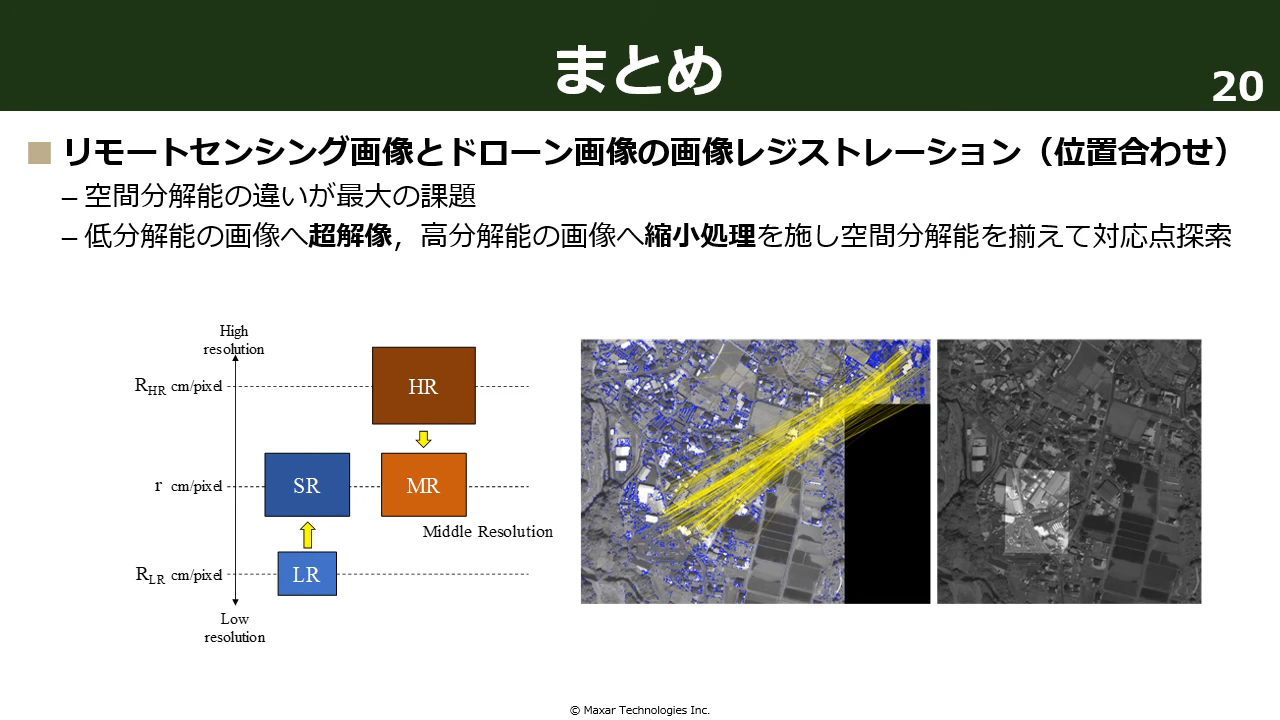 まとめ
20
リモートセンシング画像とドローン画像の画像レジストレーション（位置合わせ）
– 空間分解能の違いが最大の課題
– 低分解能の画像へ超解像，高分解能の画像へ縮小処理を施し空間分解能を揃えて対応点探索
High
resolution
RHR cm/pixel
HR
r cm/pixel
SR
MR
Middle Resolution
RLR cm/pixel
LR
Low
resolution
© Maxar Technologies Inc.